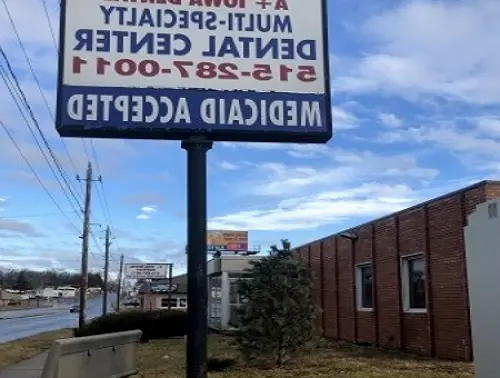 A+ IOWA DENTAL
MULTI-SPECIALTY
DENTAL CENTER
515-287-0011
MEDICAID ACCEPTED